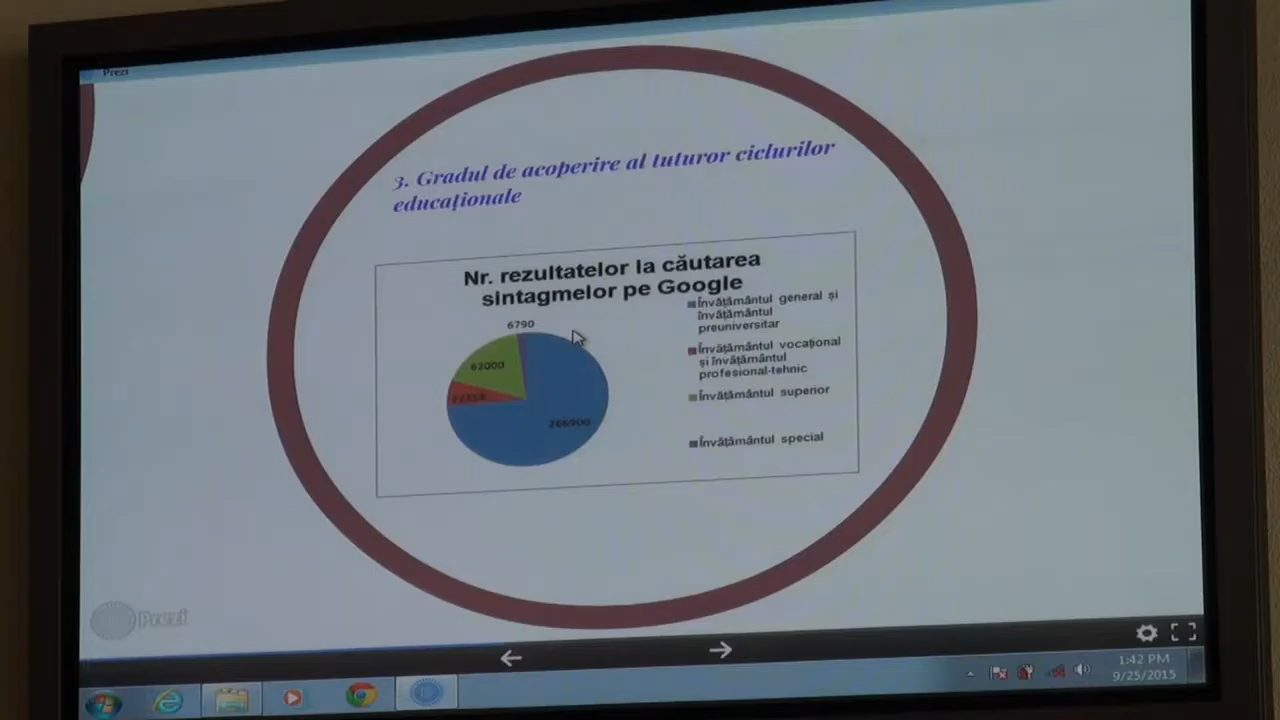 Prezi
3. Gradul de acoperire al tuturor ciclurilor
educaționale
Nr. rezultatelor la căutarea
sintagmelor pe Google
6790
62000
266900
Învățământul general și
învățământul
preuniversitar
Învățământul vocațional
și învățământul
profesional-tehnic
Învățământul superior
Învățământul special
Prezi
1:42 PM
9/25/2015